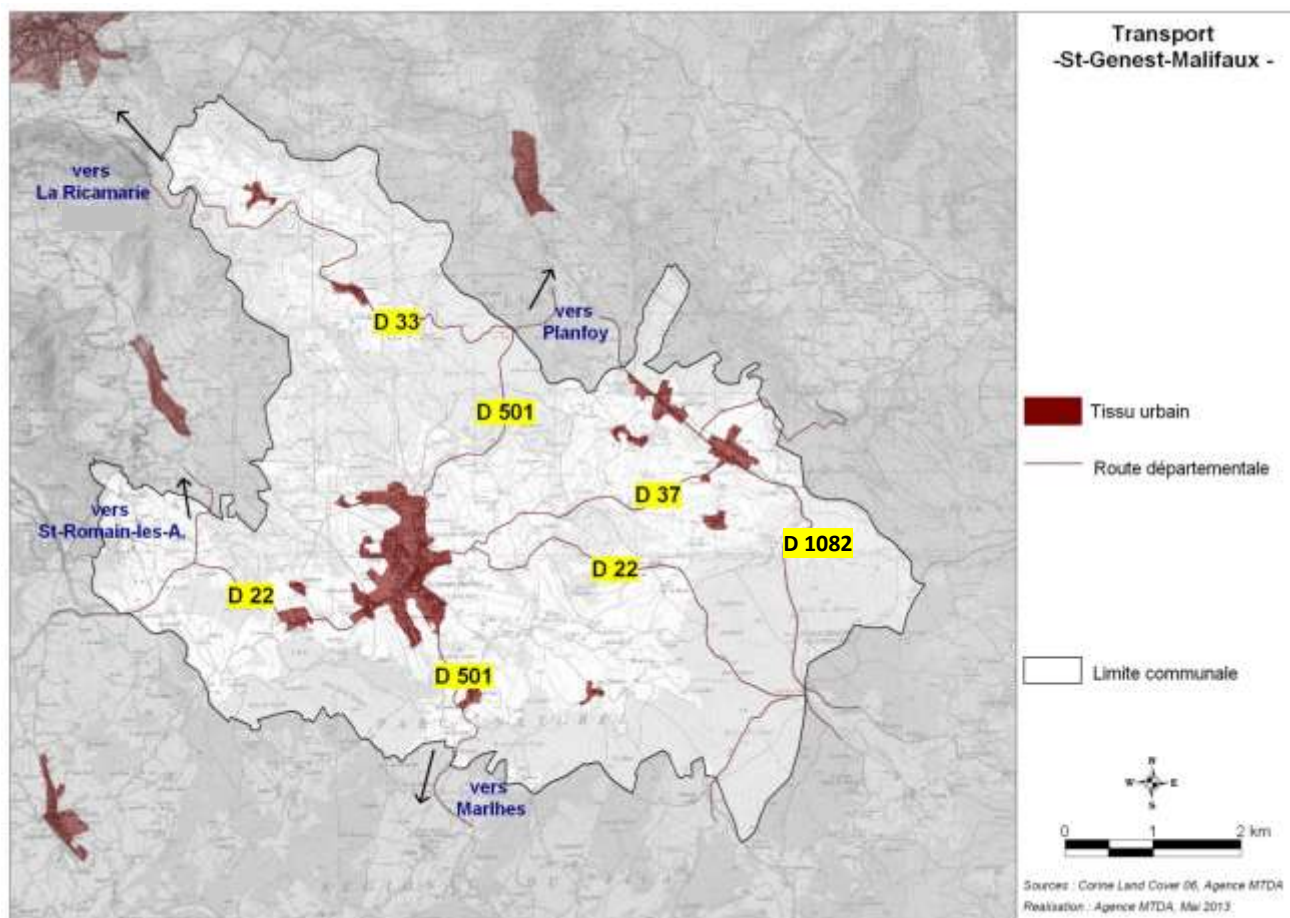 Transport
-St-Genest-Malifaux -
vers
La Ricamarie
vers
Planfoy
D 33
D 501
Tissu urbain
Route départementale
D 37
vers
St-Romain-les-A.
D 1082
D 22
D 22
D 501
Limite communale
vers
Marlhes
N
W
E
S
0
1
2 km
Sources : Corine Land Cover 06, Agence MTDA
Realisation : Agence MTDA, Mai 2013